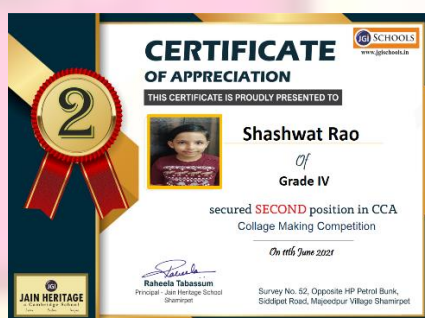 JGI SCHOOLS
www.jgischools.in
CERTIFICATE
OF APPRECIATION
THIS CERTIFICATE IS PROUDLY PRESENTED TO
2
Shashwat Rao
Of
Grade IV
secured SECOND position in CCA
Collage Making Competition
On 11th June 2021
Raheela Tabassum
Principal - Jain Heritage School
Shamirpet
Survey No. 52, Opposite HP Petrol Bunk,
Siddipet Road, Majeedpur Village Shamirpet
JGI
JAIN HERITAGE
a Cambridge School